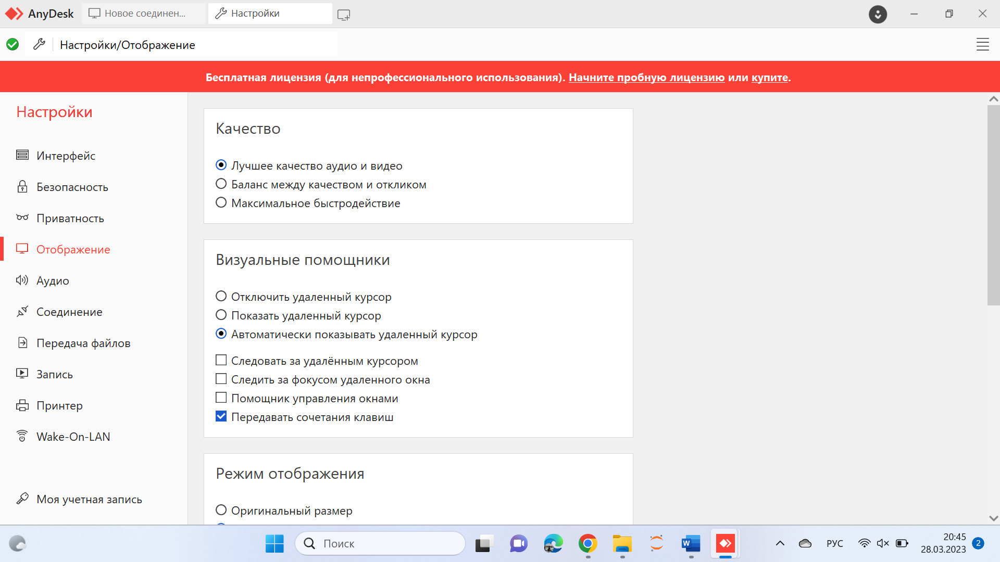 AnyDesk
Новое соединен...
Настройки
Настройки/Отображение
Бесплатная лицензия (для непрофессионального использования). Начните пробную лицензию или купите.
Настройки
Интерфейс
Безопасность
Приватность
Отображение
Аудио
Соединение
Передача файлов
Запись
Принтер
Wake-On-LAN
Моя учетная запись
Качество
Лучшее качество аудио и видео
Баланс между качеством и откликом
Максимальное быстродействие
Визуальные помощники
Отключить удаленный курсор
Показать удаленный курсор
Автоматически показывать удаленный курсор
Следовать за удалённым курсором
Следить за фокусом удаленного окна
Помощник управления окнами
Передавать сочетания клавиш
Режим отображения
Оригинальный размер
Поиск
W
РУС
20:45
28.03.2023
2